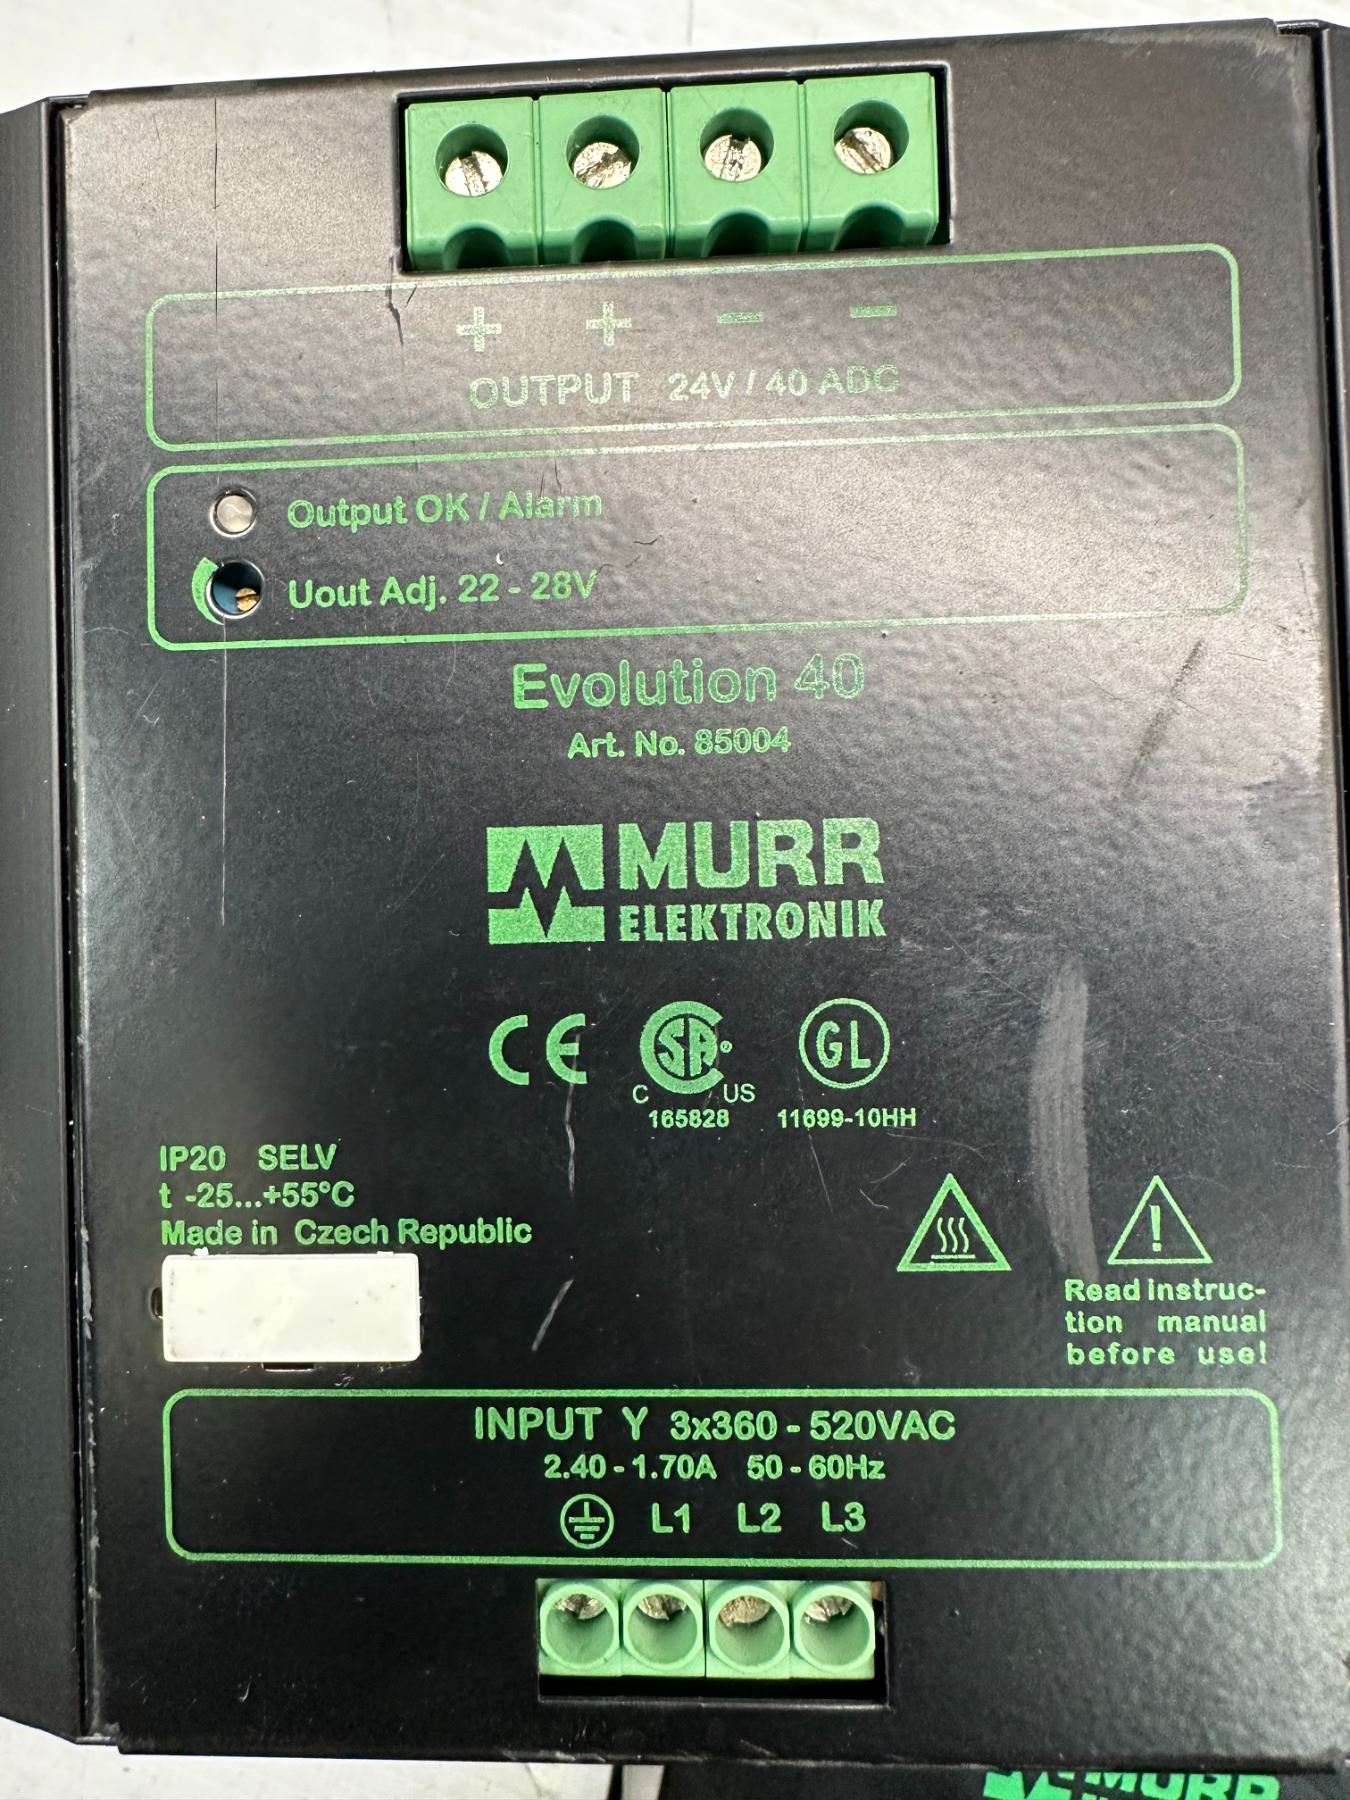 + + − −
OUTPUT 24V / 40 ADC
Output OK / Alarm
Uout Adj. 22 - 28V
Evolution 40
Art. No. 85004
MURR
ELEKTRONIK
CE CSA® GL
C US
165828 11699-10HH
IP20 SELV
t -25...+55°C
Made in Czech Republic
!
Read instruc-
tion manual
before use!
INPUT Y 3x360 - 520VAC
2.40 - 1.70A 50 - 60Hz
L1 L2 L3
MURR